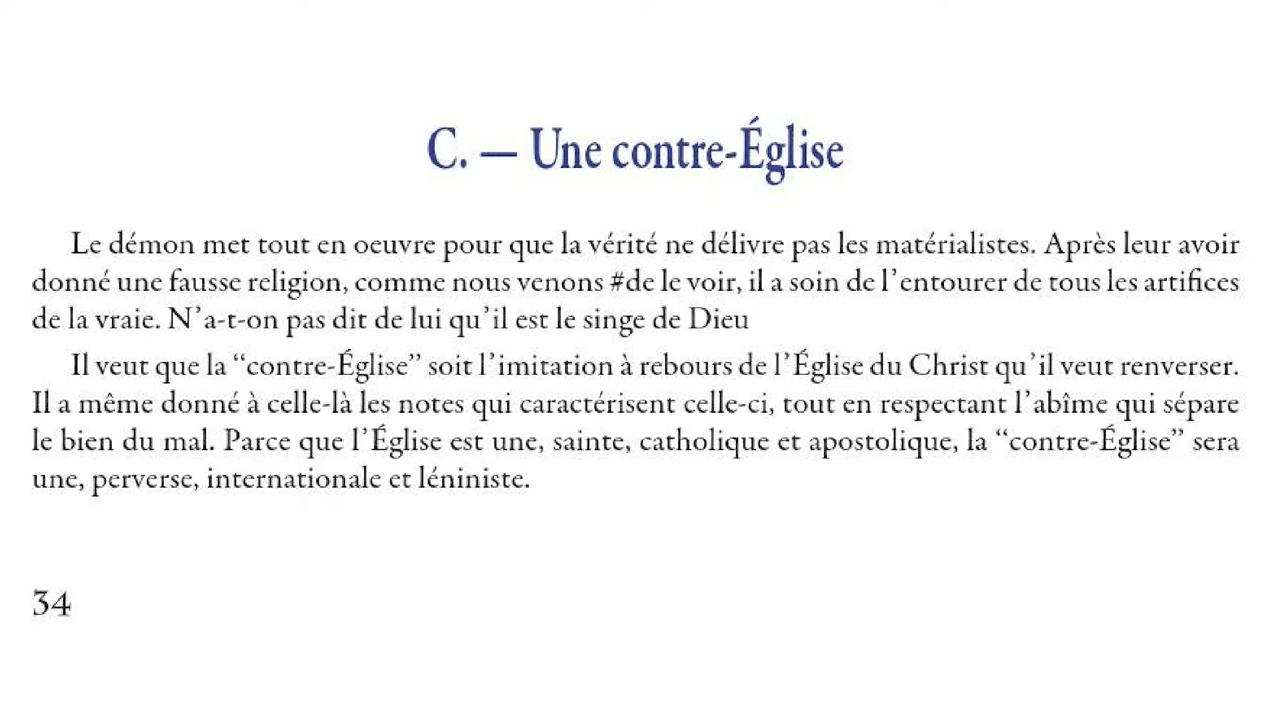 C. — Une contre-Église
Le démon met tout en oeuvre pour que la vérité ne délivre pas les matérialistes. Après leur avoir
donné une fausse religion, comme nous venons #de le voir, il a soin de l’entourer de tous les artifices
de la vraie. N’a-t-on pas dit de lui qu’il est le singe de Dieu
Il veut que la “contre-Église” soit l’imitation à rebours de l’Église du Christ qu’il veut renverser.
Il a même donné à celle-là les notes qui caractérisent celle-ci, tout en respectant l’abîme qui sépare
le bien du mal. Parce que l’Église est une, sainte, catholique et apostolique, la “contre-Église” sera
une, perverse, internationale et léniniste.
34